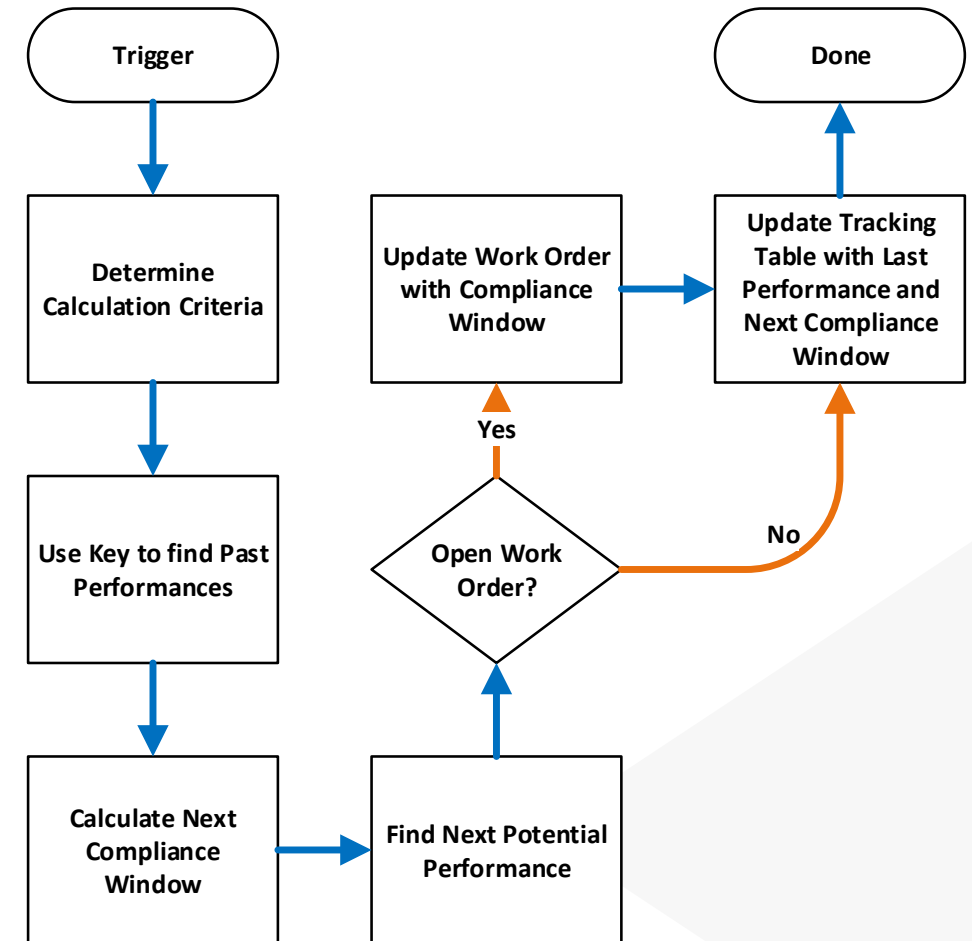 Trigger
Determine
Calculation Criteria
Use Key to find Past
Performances
Calculate Next
Compliance
Window
Find Next Potential
Performance
Open Work
Order?
Yes
No
Update Work Order
with Compliance
Window
Update Tracking
Table with Last
Performance and
Next Compliance
Window
Done